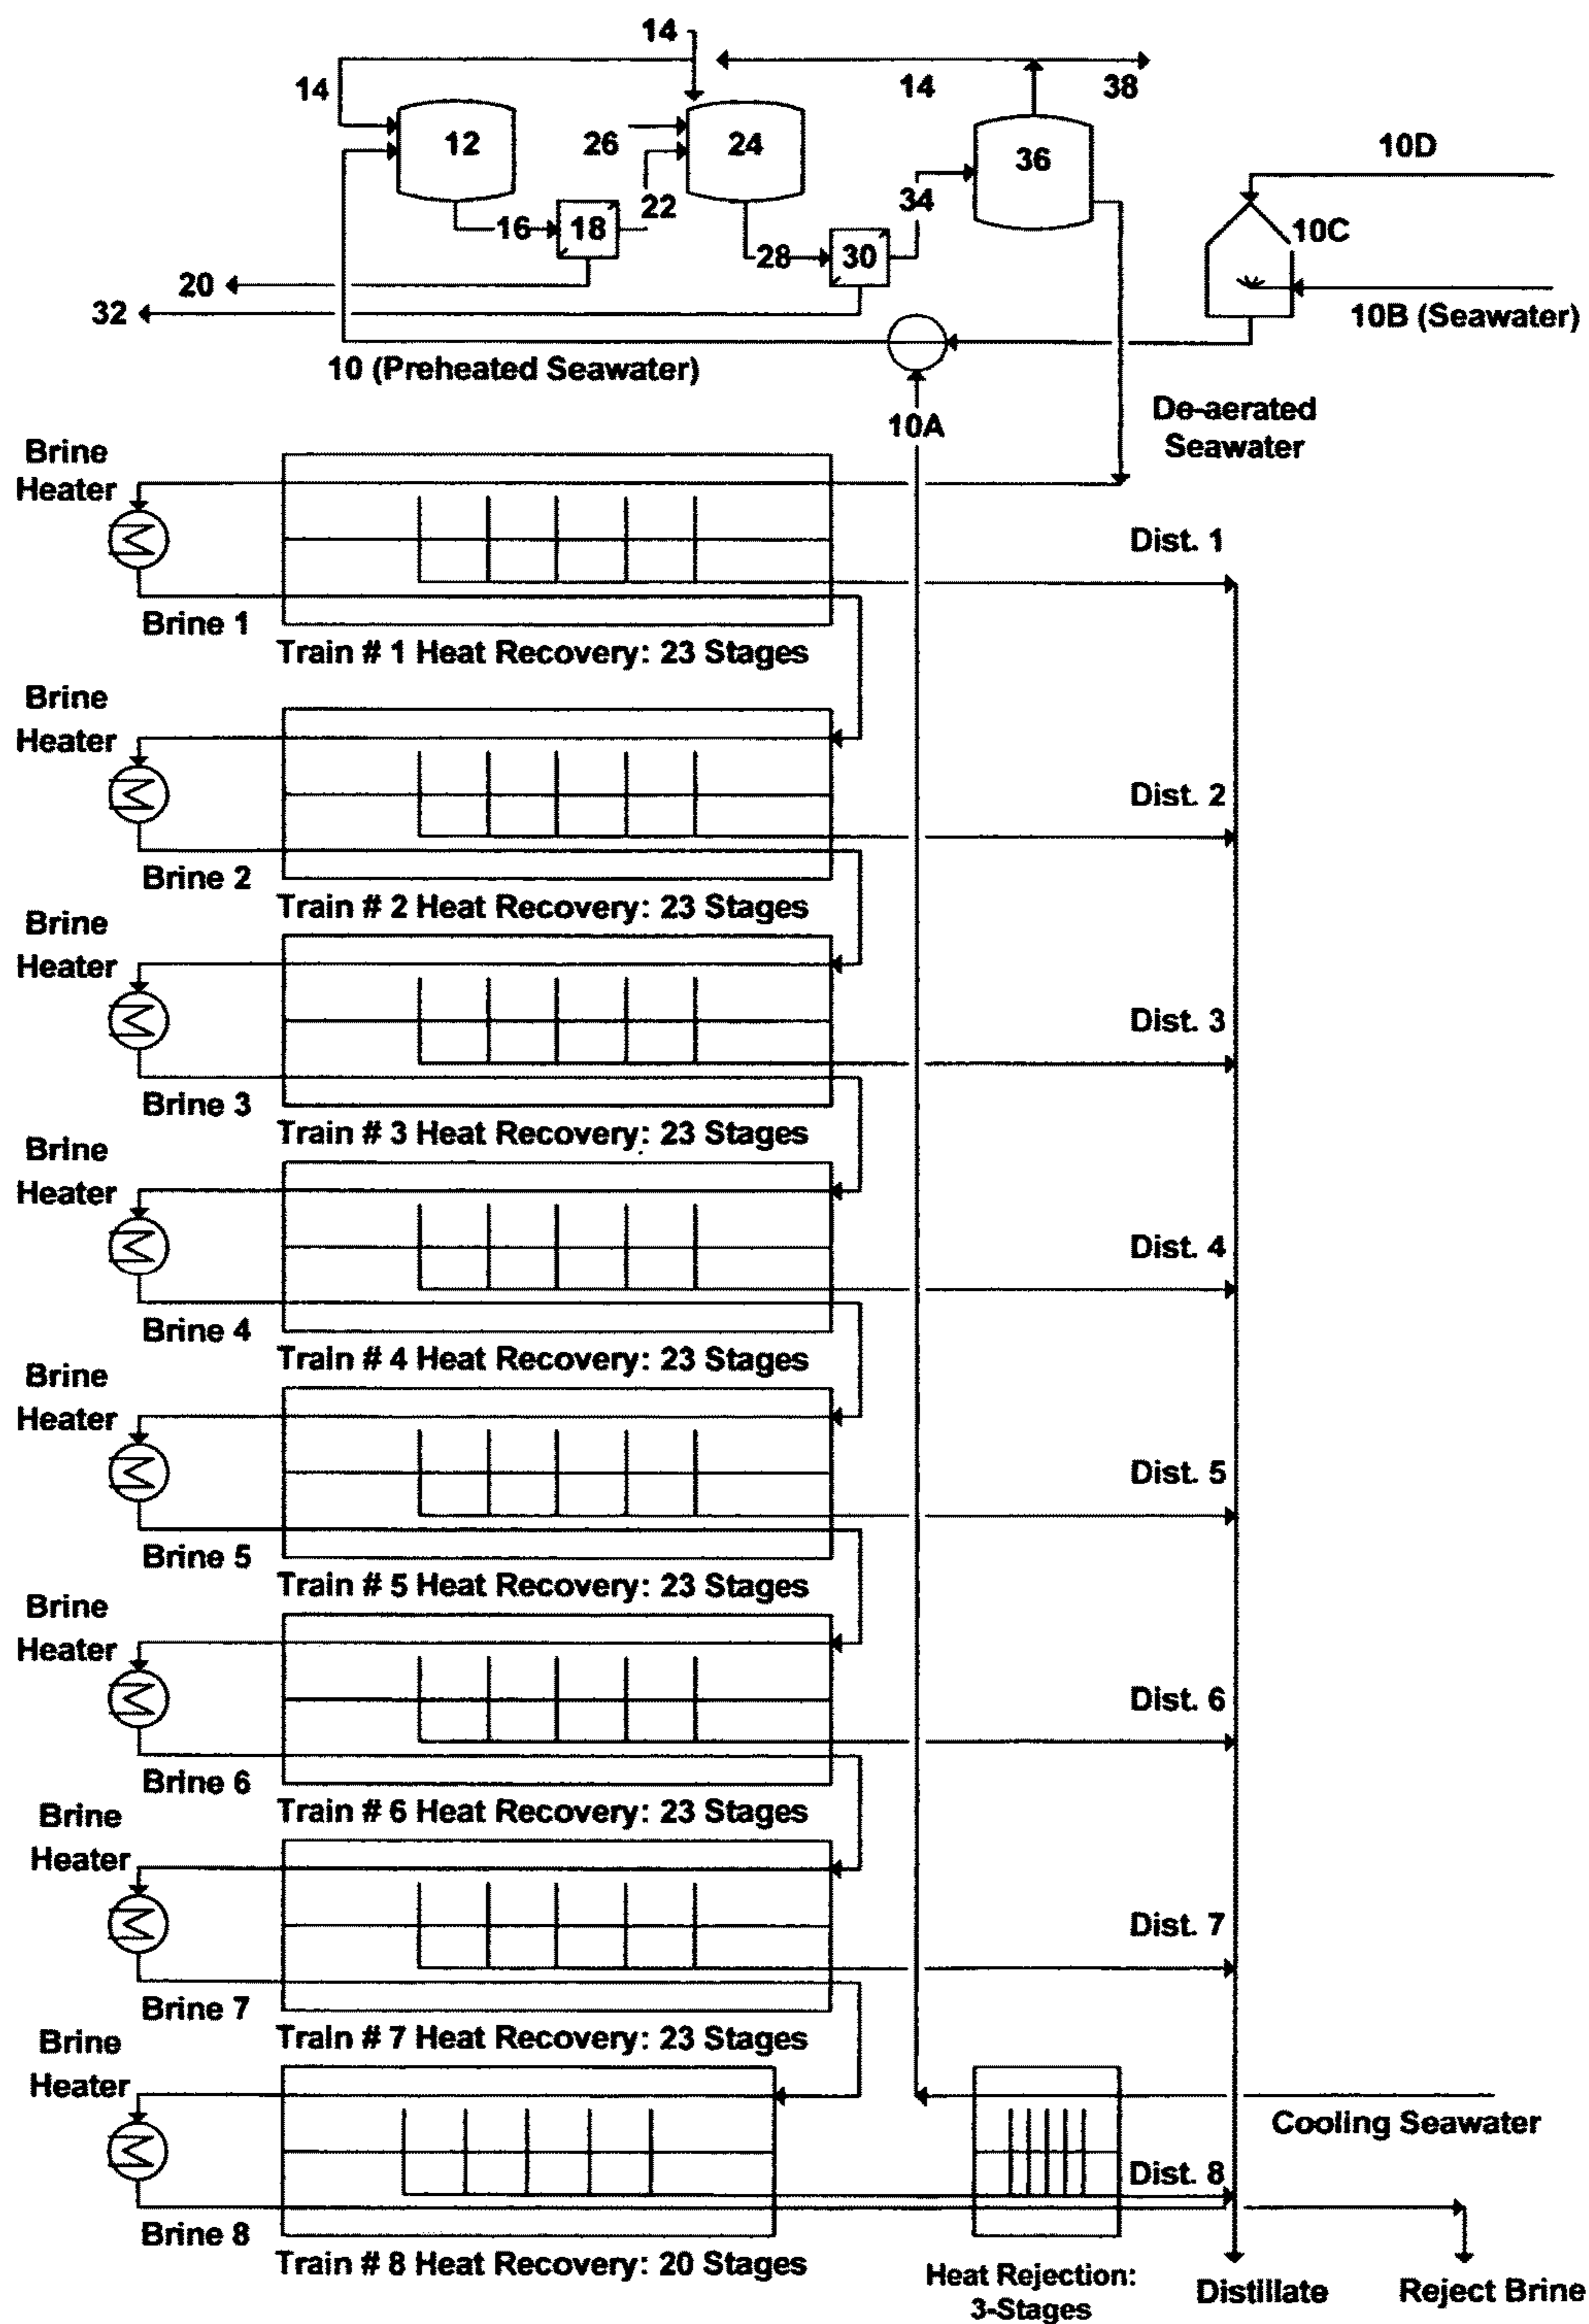 14
14
14
38
12
26
24
36
10D
16
18
22
28
30
34
10C
20
32
10B (Seawater)
10 (Preheated Seawater)
10A
De-aerated
Seawater
Brine
Heater
Dist. 1
Brine 1
Train # 1 Heat Recovery: 23 Stages
Brine
Heater
Dist. 2
Brine 2
Train # 2 Heat Recovery: 23 Stages
Brine
Heater
Dist. 3
Brine 3
Train # 3 Heat Recovery: 23 Stages
Brine
Heater
Dist. 4
Brine 4
Train # 4 Heat Recovery: 23 Stages
Brine
Heater
Dist. 5
Brine 5
Train # 5 Heat Recovery: 23 Stages
Brine
Heater
Dist. 6
Brine 6
Train # 6 Heat Recovery: 23 Stages
Brine
Heater
Dist. 7
Brine 7
Train # 7 Heat Recovery: 23 Stages
Brine
Heater
Cooling Seawater
Dist. 8
Brine 8
Train # 8 Heat Recovery: 20 Stages
Heat Rejection:
3-Stages
Distillate
Reject Brine